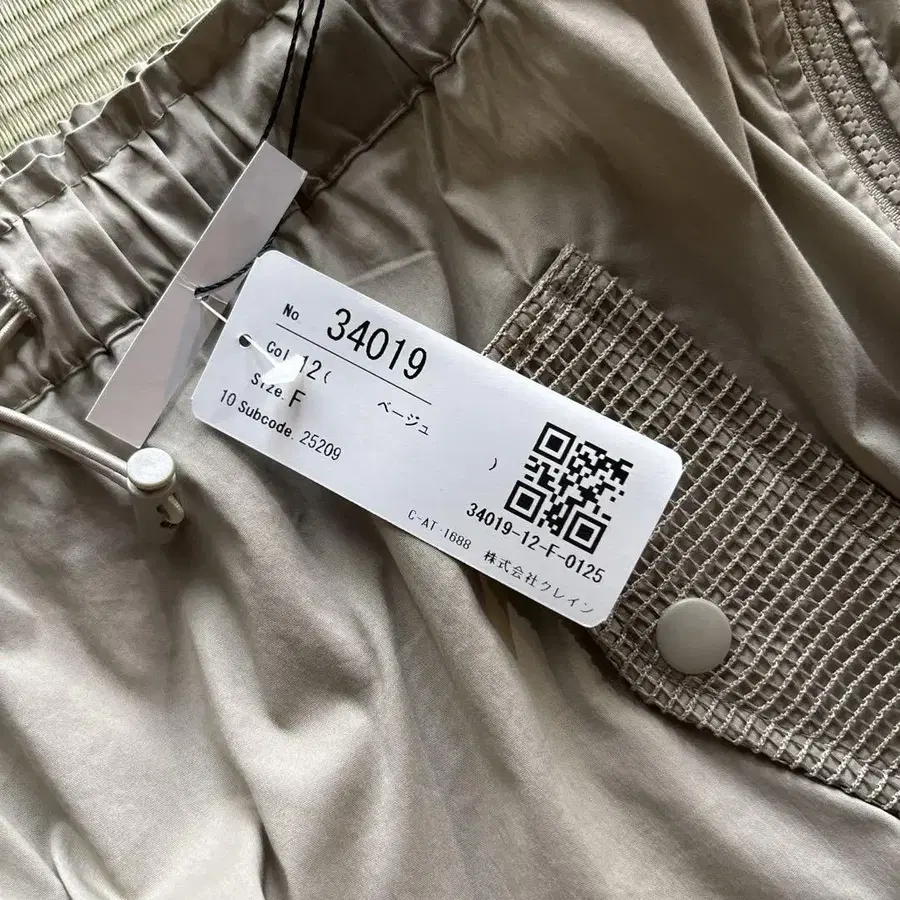 No 34019
Col.12( ベージュ )
Size. F
10 Subcode. 25209
34019-12-F-0125
C-AT-1688 株式会社クレイン